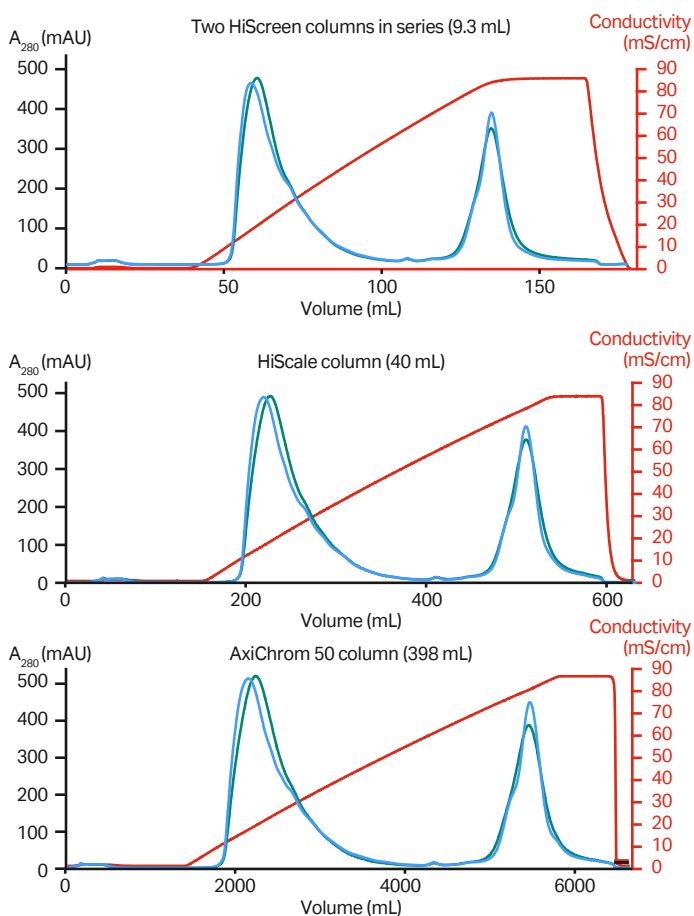 Two HiScreen columns in series (9.3 mL)
A280 (mAU)
Conductivity
(mS/cm)
500
400
300
200
100
0
90
80
70
60
50
40
30
20
10
0
0 50 100 150
Volume (mL)
HiScale column (40 mL)
A280 (mAU)
Conductivity
(mS/cm)
500
400
300
200
100
0
90
80
70
60
50
40
30
20
10
0
0 200 400 600
Volume (mL)
AxiChrom 50 column (398 mL)
A280 (mAU)
Conductivity
(mS/cm)
500
400
300
200
100
0
90
80
70
60
50
40
30
20
10
0
0 2000 4000 6000
Volume (mL)